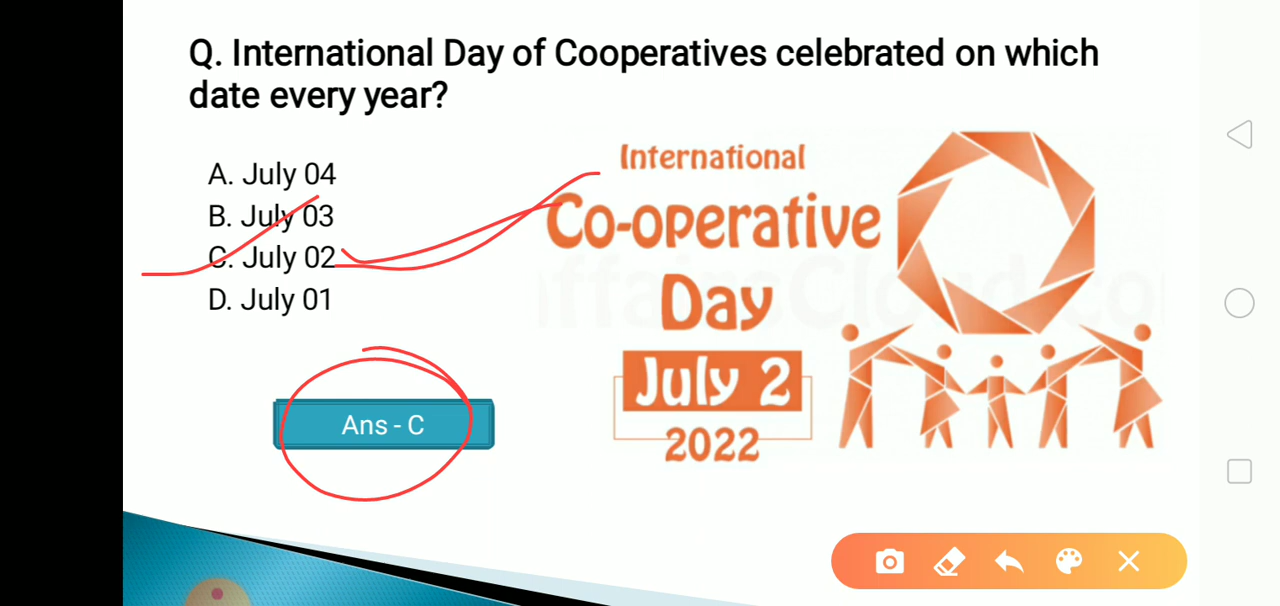 Q. International Day of Cooperatives celebrated on which
date every year?
A. July 04
B. July 03
C. July 02
D. July 01
Ans - C
International
Co-operative
Day
July 2
2022